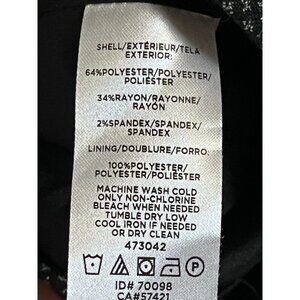 SHELL/EXTÉRIEUR/TELA
EXTERIOR:
64%POLYESTER/POLYESTER/
POLIÉSTER
34%RAYON/RAYONNE/
RAYÓN
2%SPANDEX/SPANDEX/
SPANDEX
LINING/DOUBLURE/FORRO:
100%POLYESTER/
POLYESTER/POLIÉSTER
MACHINE WASH COLD
ONLY NON-CHLORINE
BLEACH WHEN NEEDED
TUMBLE DRY LOW
COOL IRON IF NEEDED
OR DRY CLEAN
473042
ID# 70098
CA#57421